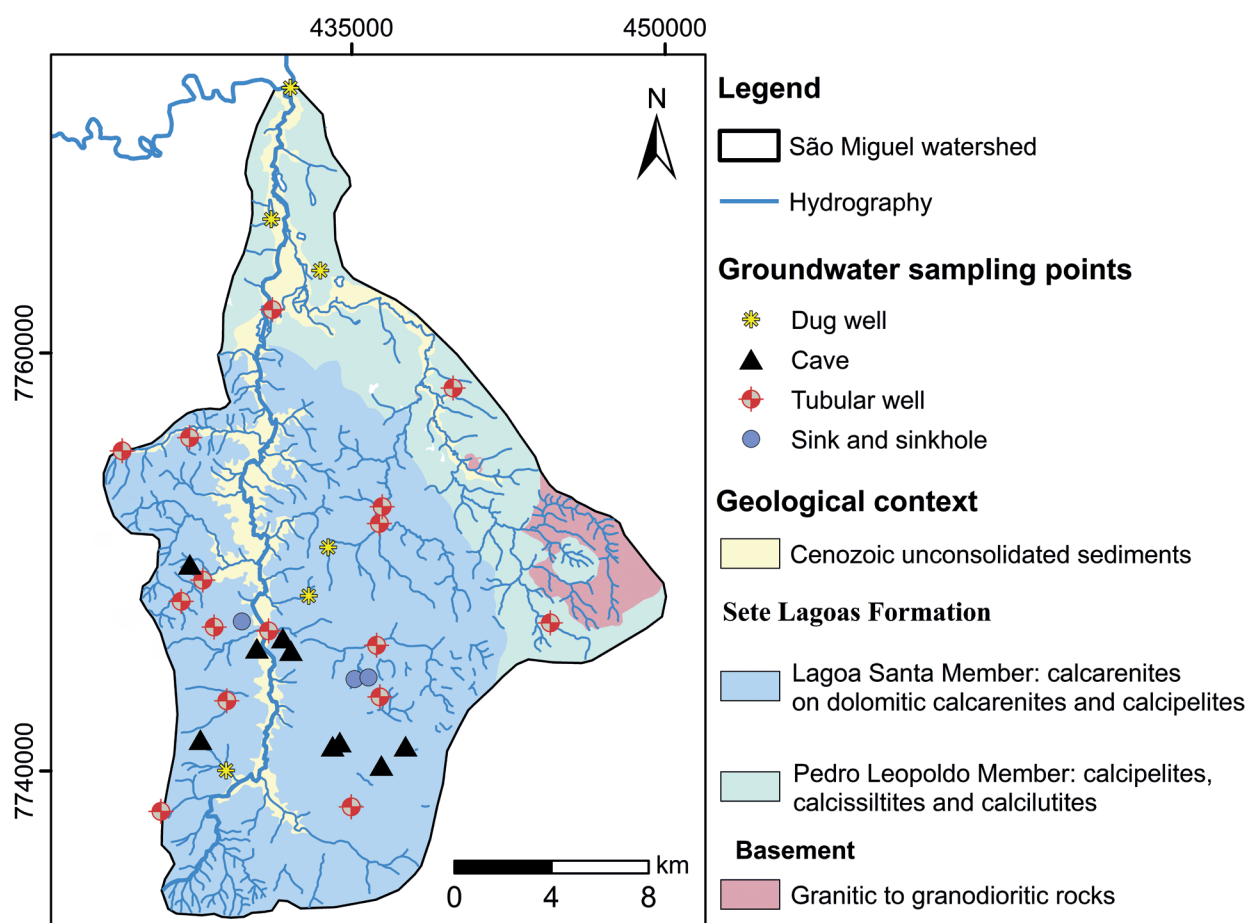 435000
450000
7760000
7740000
N
km
0 4 8
Legend
São Miguel watershed
Hydrography
Groundwater sampling points
Dug well
Cave
Tubular well
Sink and sinkhole
Geological context
Cenozoic unconsolidated sediments
Sete Lagoas Formation
Lagoa Santa Member: calcarenites
on dolomitic calcarenites and calcipelites
Pedro Leopoldo Member: calcipelites,
calcissiltites and calcilutites
Basement
Granitic to granodioritic rocks